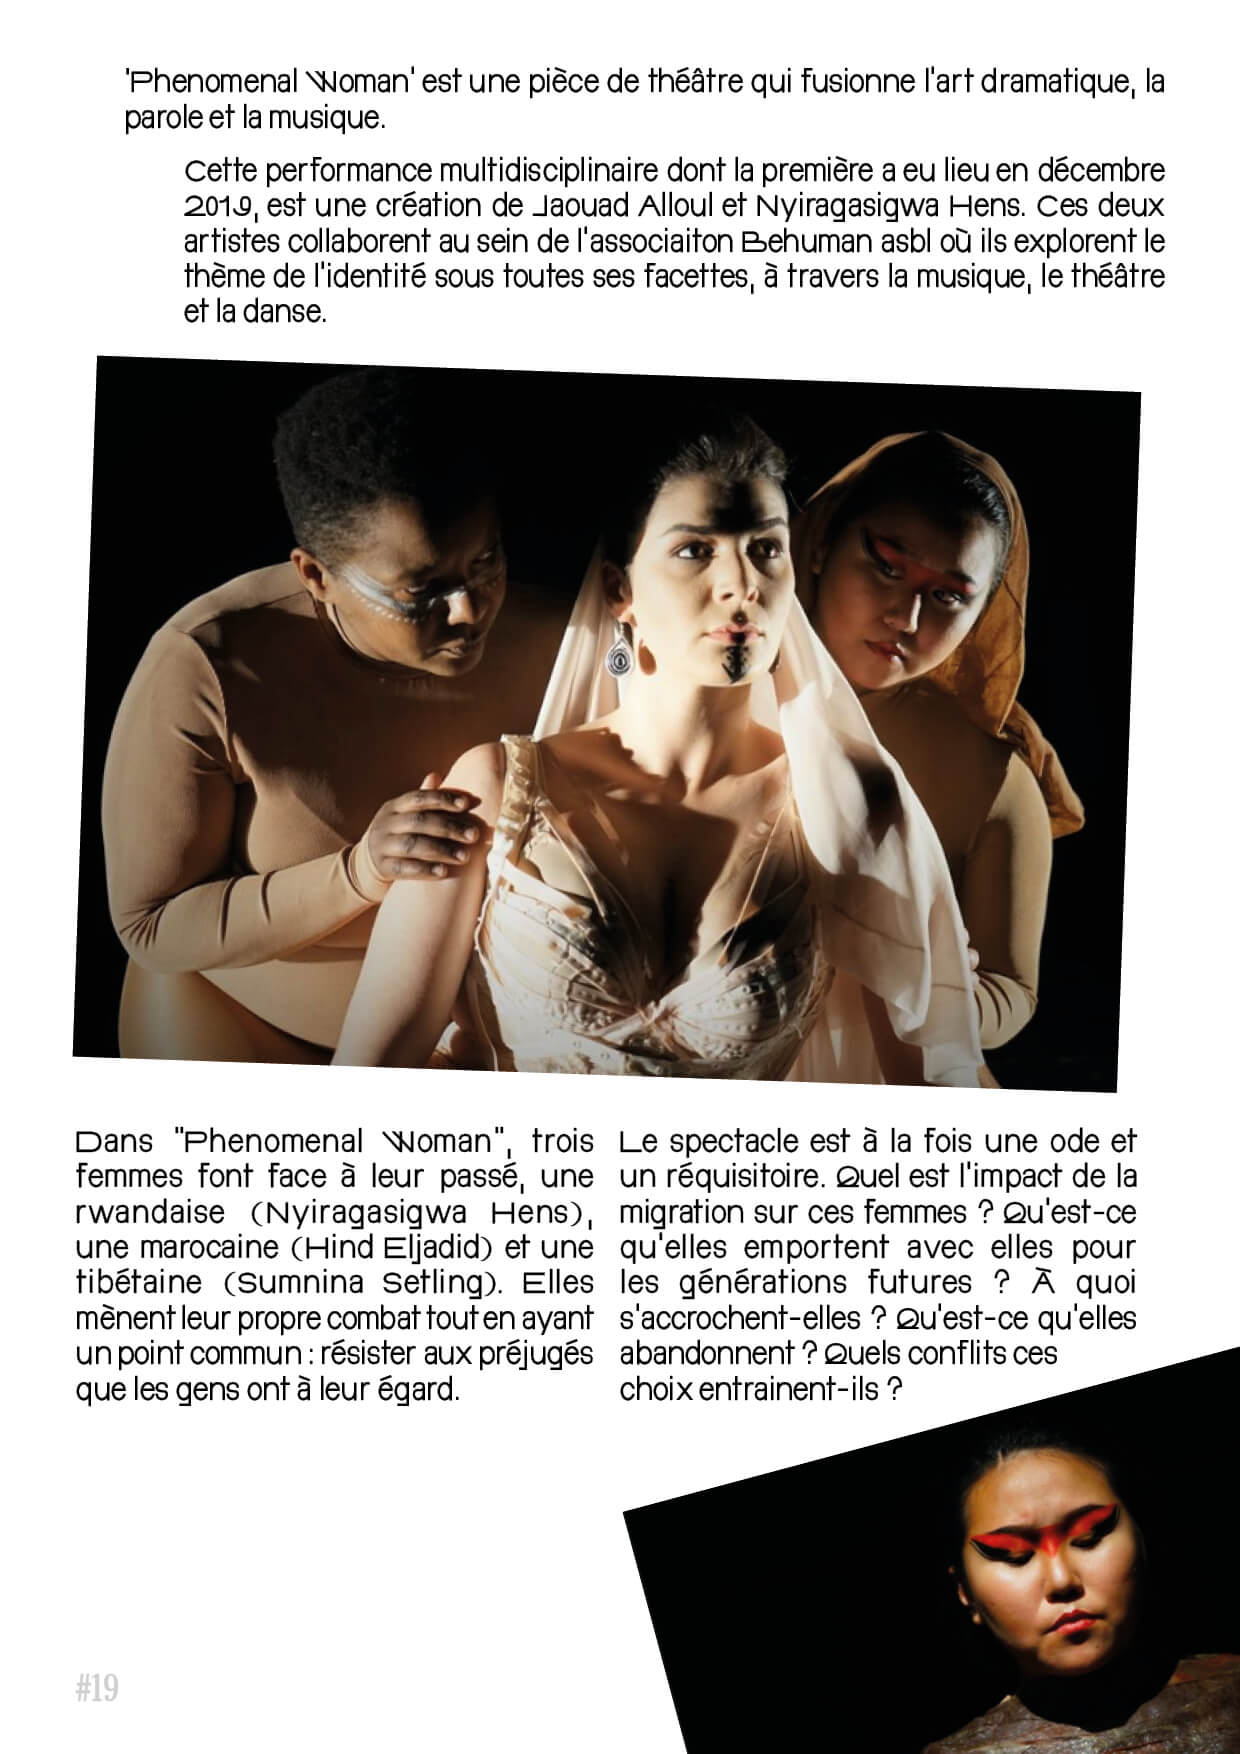 'Phenomenal Woman' est une pièce de théâtre qui fusionne l'art dramatique, la
parole et la musique.
Cette performance multidisciplinaire dont la première a eu lieu en décembre
2019, est une création de Jaouad Alloul et Nyiragasigwa Hens. Ces deux
artistes collaborent au sein de l'associaiton Behuman asbl où ils explorent le
thème de l'identité sous toutes ses facettes, à travers la musique, le théâtre
et la danse.
Dans "Phenomenal Woman", trois
femmes font face à leur passé, une
rwandaise (Nyiragasigwa Hens),
une marocaine (Hind Eljadid) et une
tibétaine (Sumnina Setling). Elles
mènent leur propre combat tout en ayant
un point commun : résister aux préjugés
que les gens ont à leur égard.
Le spectacle est à la fois une ode et
un réquisitoire. Quel est l'impact de la
migration sur ces femmes ? Qu'est-ce
qu'elles emportent avec elles pour
les générations futures ? À quoi
s'accrochent-elles ? Qu'est-ce qu'elles
abandonnent ? Quels conflits ces
choix entrainent-ils ?
#19